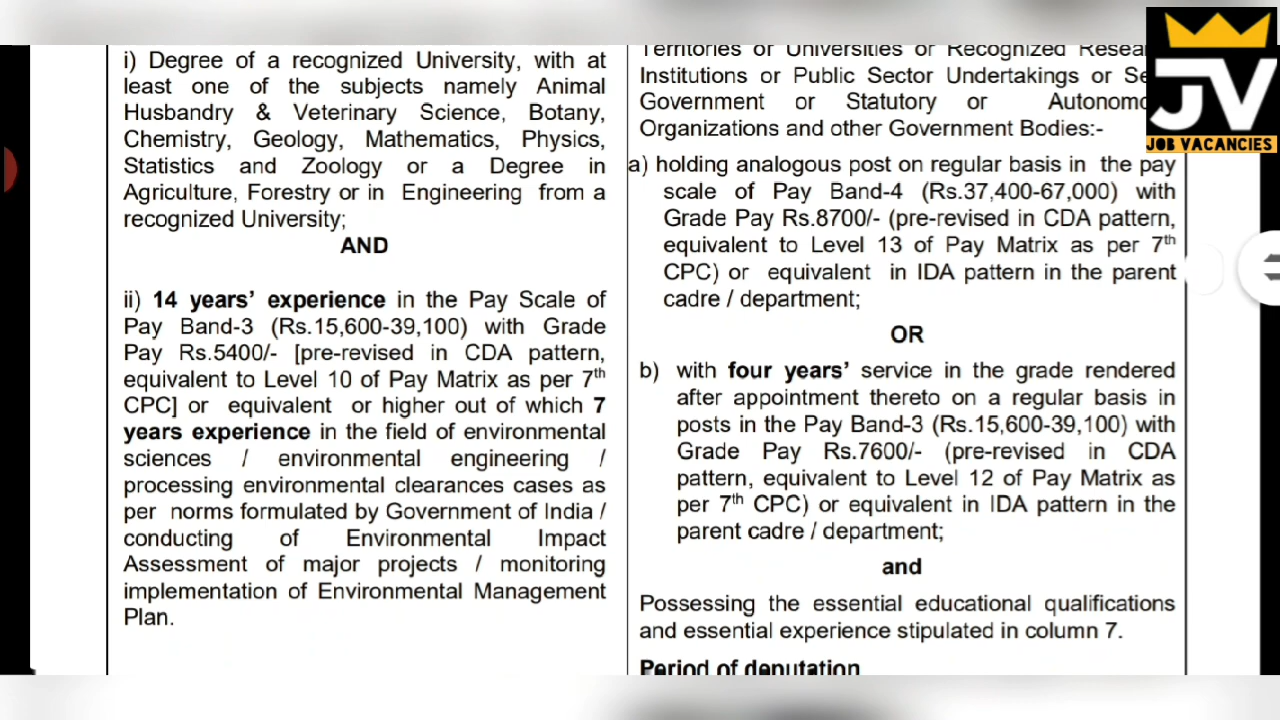 i) Degree of a recognized University, with at
least one of the subjects namely Animal
Husbandry & Veterinary Science, Botany,
Chemistry, Geology, Mathematics, Physics,
Statistics and Zoology or a Degree in
Agriculture, Forestry or in Engineering from a
recognized University;
AND
ii) 14 years’ experience in the Pay Scale of
Pay Band-3 (Rs.15,600-39,100) with Grade
Pay Rs.5400/- [pre-revised in CDA pattern,
equivalent to Level 10 of Pay Matrix as per 7th
CPC] or equivalent or higher out of which 7
years experience in the field of environmental
sciences / environmental engineering /
processing environmental clearances cases as
per norms formulated by Government of India /
conducting of Environmental Impact
Assessment of major projects / monitoring
implementation of Environmental Management
Plan.
Territories or Universities or Recognized Resear
Institutions or Public Sector Undertakings or Se
Government or Statutory or Autonomo
Organizations and other Government Bodies:-
a) holding analogous post on regular basis in the pay
scale of Pay Band-4 (Rs.37,400-67,000) with
Grade Pay Rs.8700/- (pre-revised in CDA pattern,
equivalent to Level 13 of Pay Matrix as per 7th
CPC) or equivalent in IDA pattern in the parent
cadre / department;
OR
b) with four years’ service in the grade rendered
after appointment thereto on a regular basis in
posts in the Pay Band-3 (Rs.15,600-39,100) with
Grade Pay Rs.7600/- (pre-revised in CDA
pattern, equivalent to Level 12 of Pay Matrix as
per 7th CPC) or equivalent in IDA pattern in the
parent cadre / department;
and
Possessing the essential educational qualifications
and essential experience stipulated in column 7.
Period of deputation
JV
JOB VACANCIES